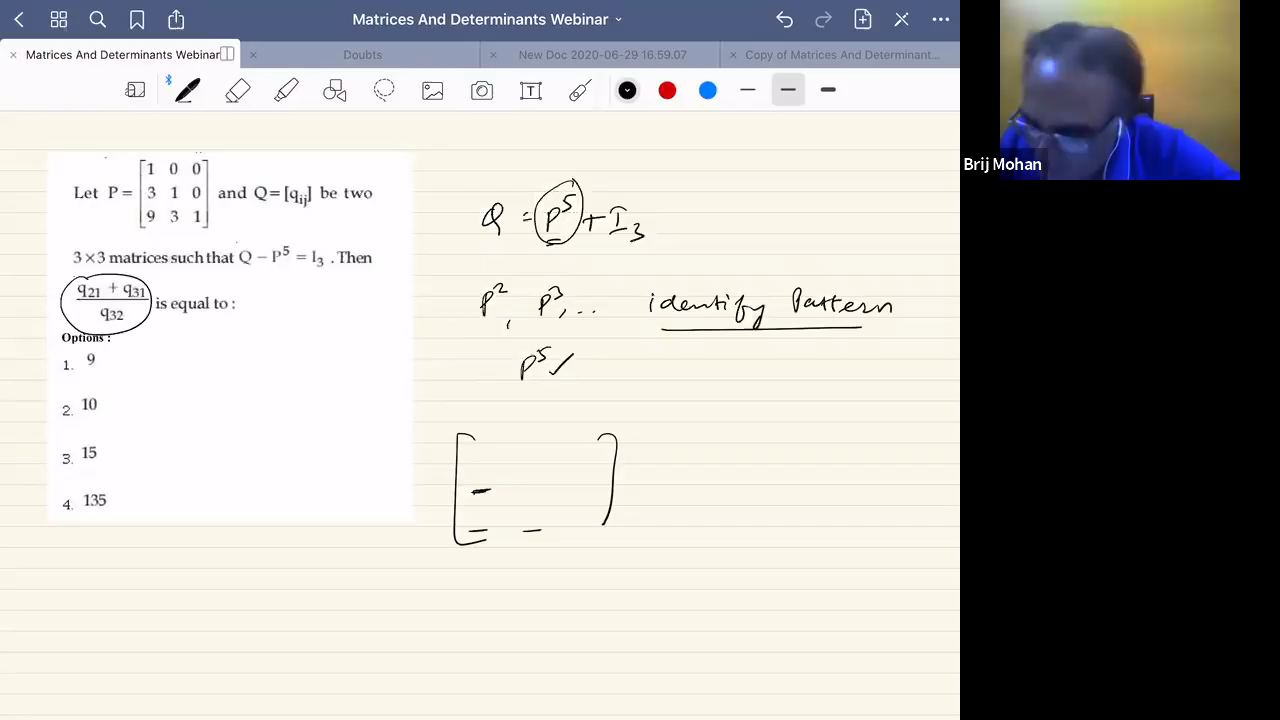 Matrices And Determinants Webinar
Matrices And Determinants Webinar
Doubts
New Doc 2020-06-29 16.59.07
Copy of Matrices And Determinant...
T
Brij Mohan
Let P = [1 0 0
3 1 0
9 3 1] and Q = [qij] be two
3 × 3 matrices such that Q − P⁵ = I₃ . Then
q21 + q31
q32
is equal to :
Options :
1. 9
2. 10
3. 15
4. 135
Q = P⁵ + I₃
P², P³, .. identify Pattern
P⁵ ✓